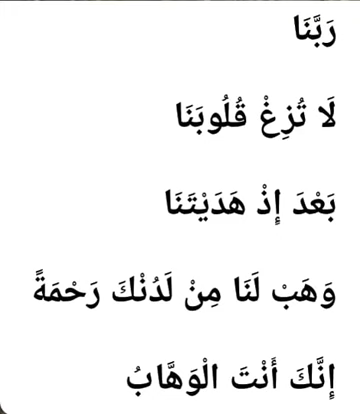 رَبَّنَا
لَا تُزِغْ قُلُوبَنَا
بَعْدَ إِذْ هَدَيْتَنَا
وَهَبْ لَنَا مِنْ لَدُنْكَ رَحْمَةً
إِنَّكَ أَنْتَ الْوَهَّابُ